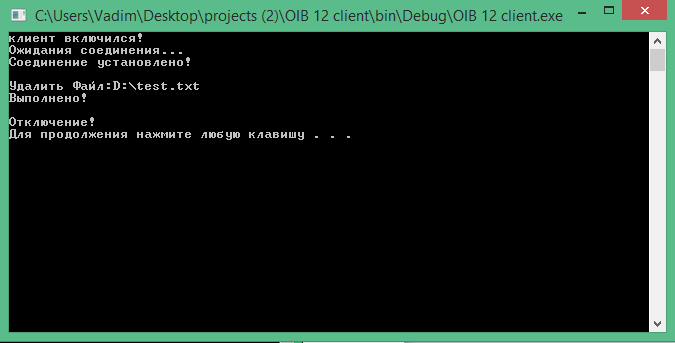 C:\Users\Vadim\Desktop\projects (2)\OIB 12 client\bin\Debug\OIB 12 client.exe
клиент включился!
Ожидания соединения...
Соединение установлено!
Удалить Файл:D:\test.txt
Выполнено!
Отключение!
Для продолжения нажмите любую клавишу . . .